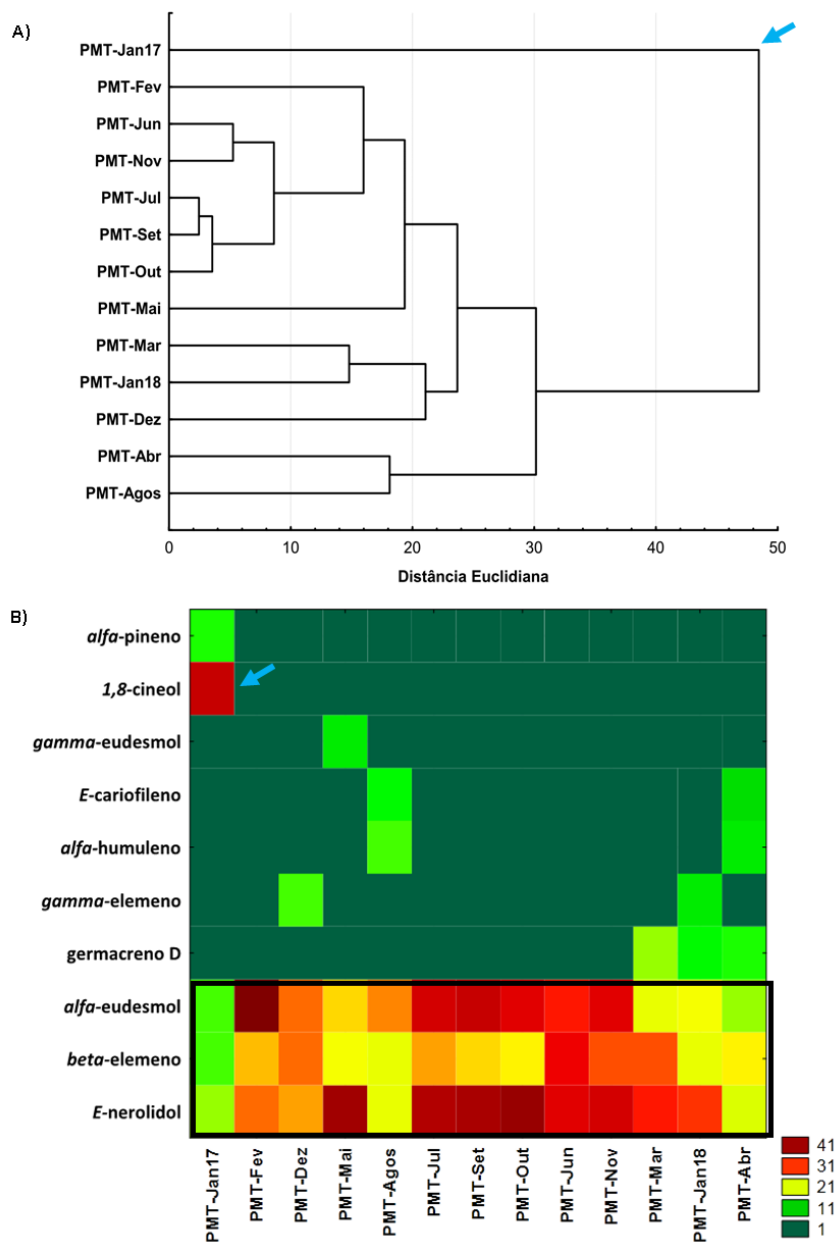 A)
PMT-Jan17
PMT-Fev
PMT-Jun
PMT-Nov
PMT-Jul
PMT-Set
PMT-Out
PMT-Mai
PMT-Mar
PMT-Jan18
PMT-Dez
PMT-Abr
PMT-Agos
0 10 20 30 40 50
Distância Euclidiana
B)
alfa-pineno
1,8-cineol
gamma-eudesmol
E-cariofileno
alfa-humuleno
gamma-elemeno
germacreno D
alfa-eudesmol
beta-elemeno
E-nerolidol
PMT-Jan17
PMT-Fev
PMT-Dez
PMT-Mai
PMT-Agos
PMT-Jul
PMT-Set
PMT-Out
PMT-Jun
PMT-Nov
PMT-Mar
PMT-Jan18
PMT-Abr
41
31
21
11
1